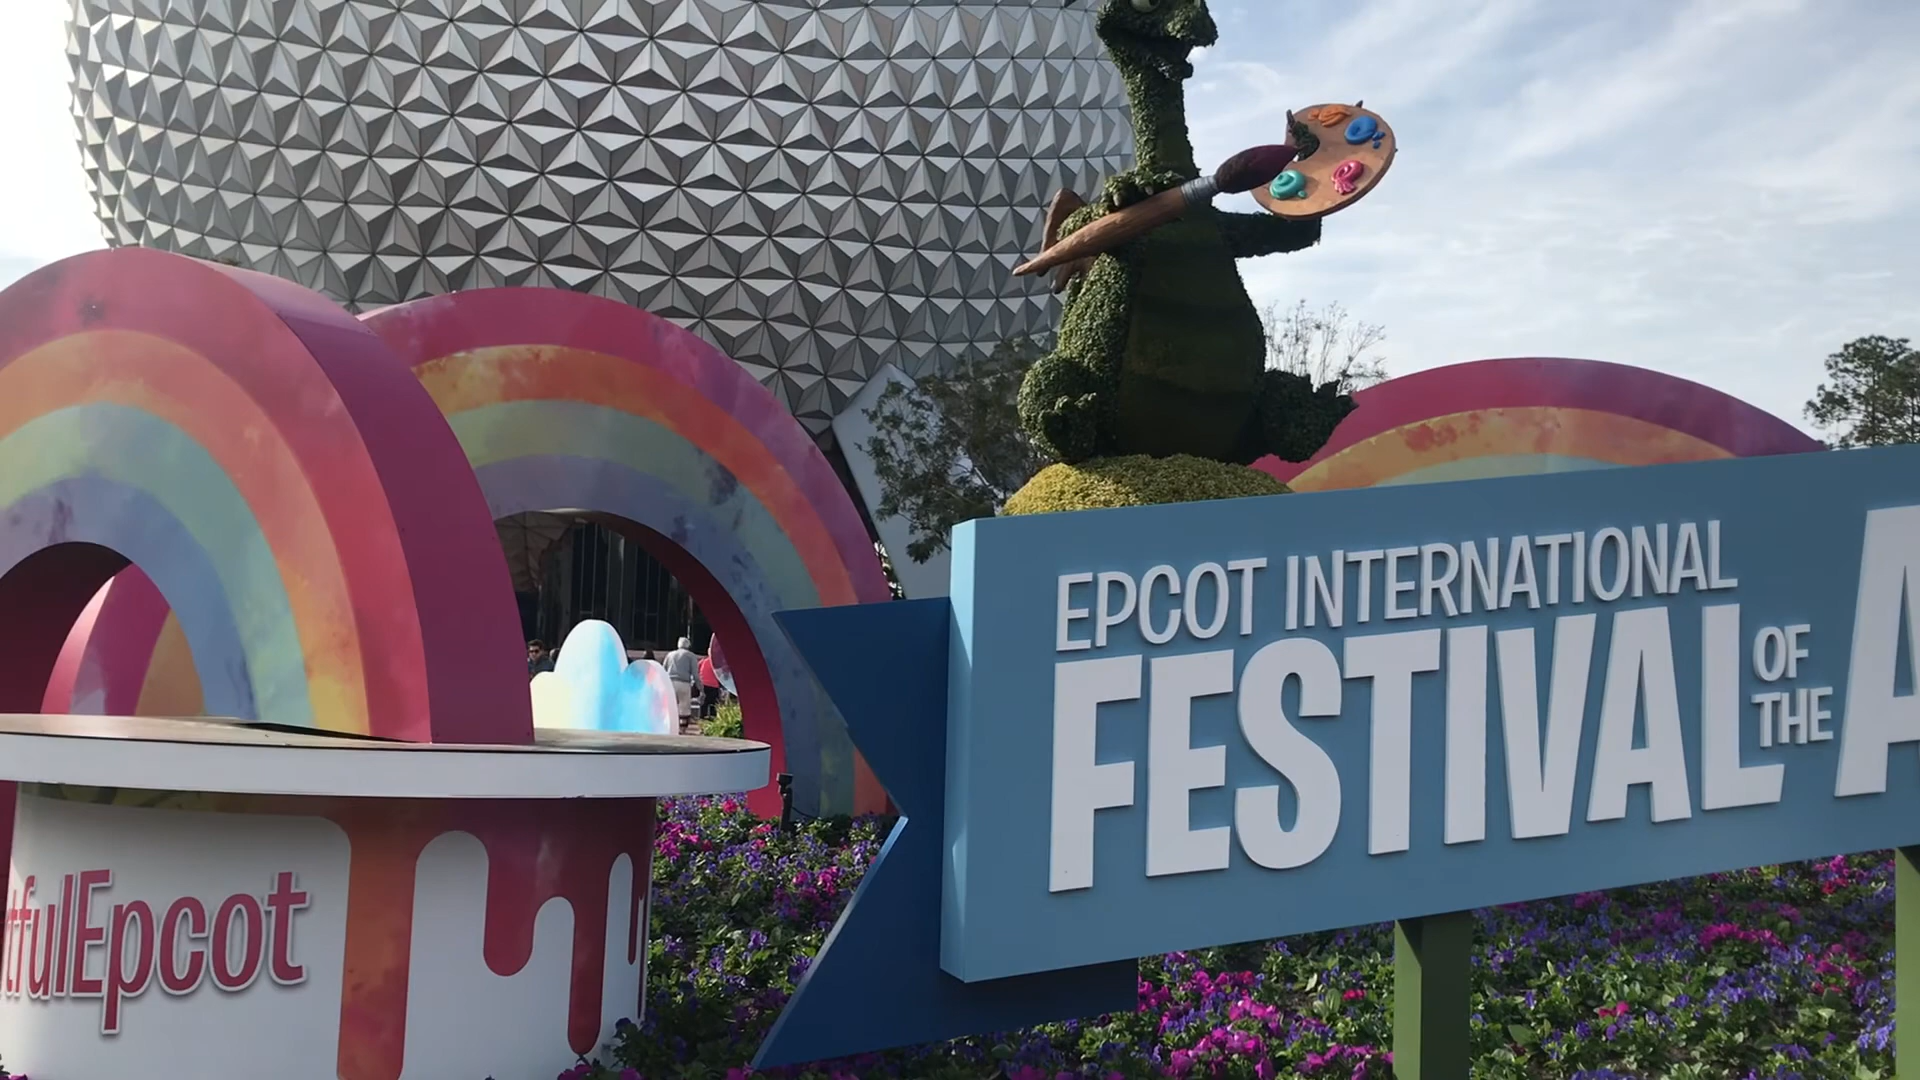 EPCOT INTERNATIONAL
FESTIVAL
OF
THE
A
tfulEpcot